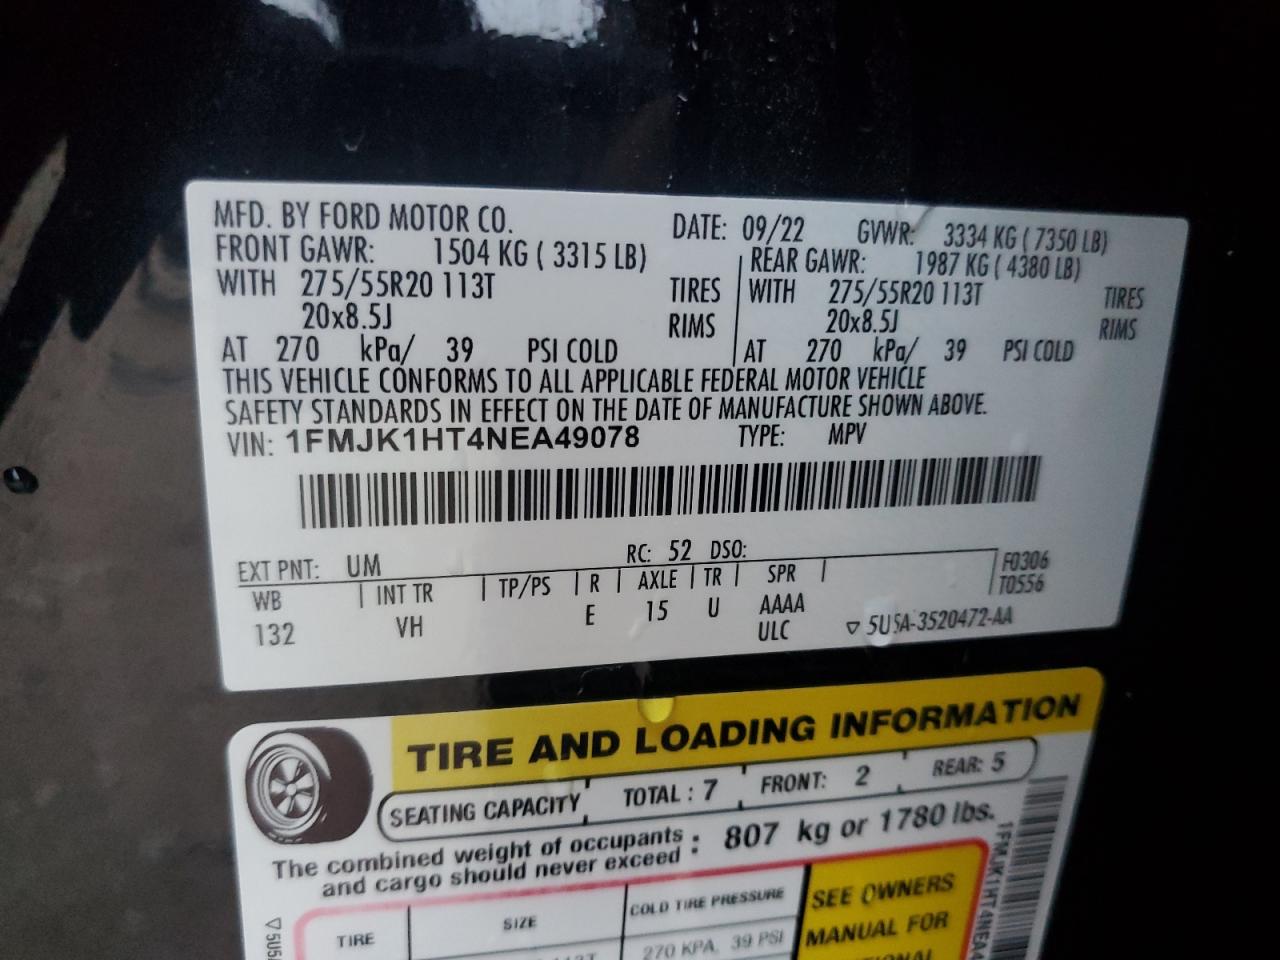 MFD. BY FORD MOTOR CO. DATE: 09/22 GVWR: 3334 KG ( 7350 LB)
FRONT GAWR: 1504 KG ( 3315 LB) REAR GAWR: 1987 KG ( 4380 LB)
WITH 275/55R20 113T TIRES WITH 275/55R20 113T TIRES
20x8.5J RIMS 20x8.5J RIMS
AT 270 kPa/ 39 PSI COLD AT 270 kPa/ 39 PSI COLD
THIS VEHICLE CONFORMS TO ALL APPLICABLE FEDERAL MOTOR VEHICLE
SAFETY STANDARDS IN EFFECT ON THE DATE OF MANUFACTURE SHOWN ABOVE.
VIN: 1FMJK1HT4NEA49078 TYPE: MPV
EXT PNT: UM RC: 52 DSO:
WB INT TR TP/PS R AXLE TR SPR F0306
T0556
132 VH E 15 U AAAA
ULC ▽ 5U5A-3520472-AA
TIRE AND LOADING INFORMATION
SEATING CAPACITY TOTAL : 7 FRONT: 2 REAR: 5
The combined weight of occupants
and cargo should never exceed : 807 kg or 1780 lbs.
TIRE SIZE COLD TIRE PRESSURE SEE OWNERS
MANUAL FOR
270 KPA, 39 PSI
1FMJK1HT4NEA4
▽ 5U5